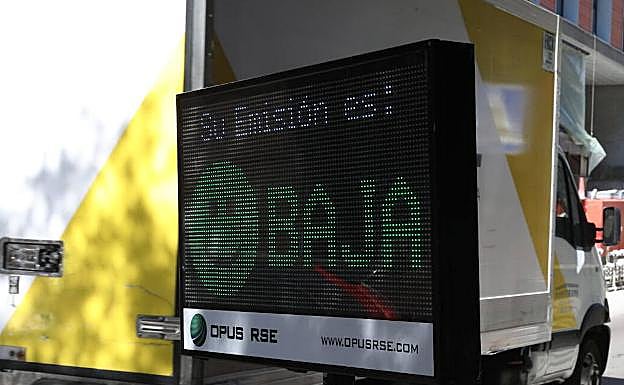 Su Emisión es:
BAJA
OPUS RSE
WWW.OPUSRSE.COM